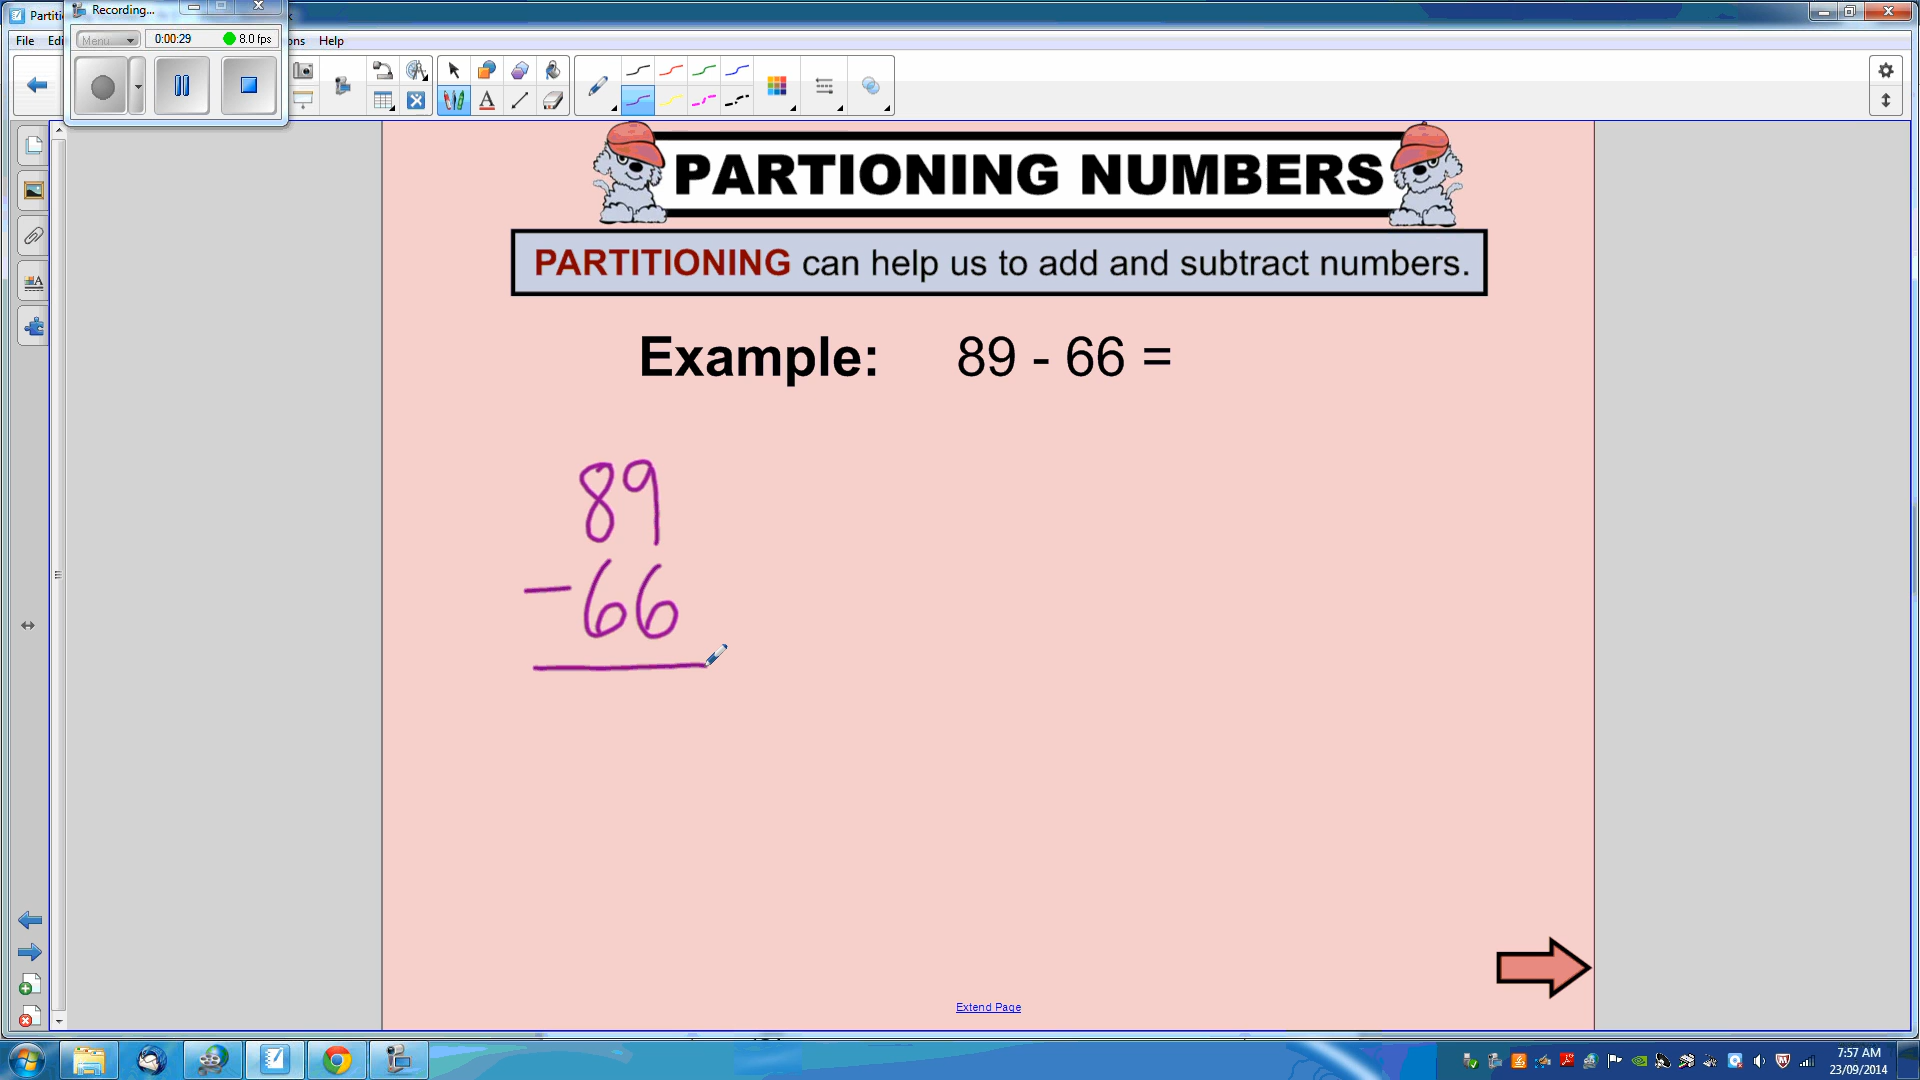 Partiti
Recording...
File Edi ons Help
Menu 0:00:29 8.0 fps
PARTIONING NUMBERS
PARTITIONING can help us to add and subtract numbers.
Example: 89 - 66 =
89
-66
Extend Page
7:57 AM
23/09/2014